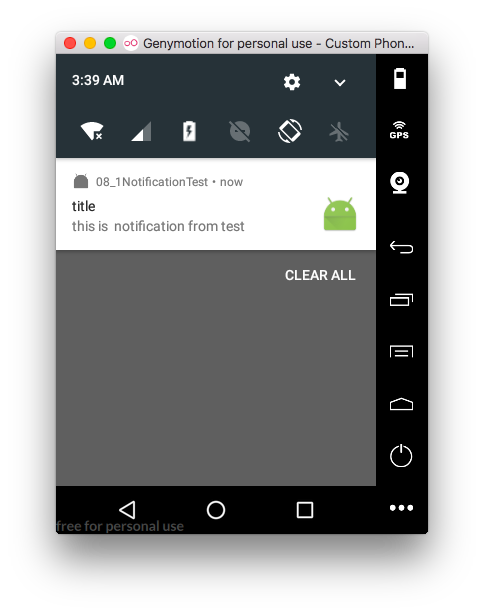 Genymotion for personal use - Custom Phon...
3:39 AM
GPS
08_1NotificationTest • now
title
this is  notification from test
CLEAR ALL
free for personal use